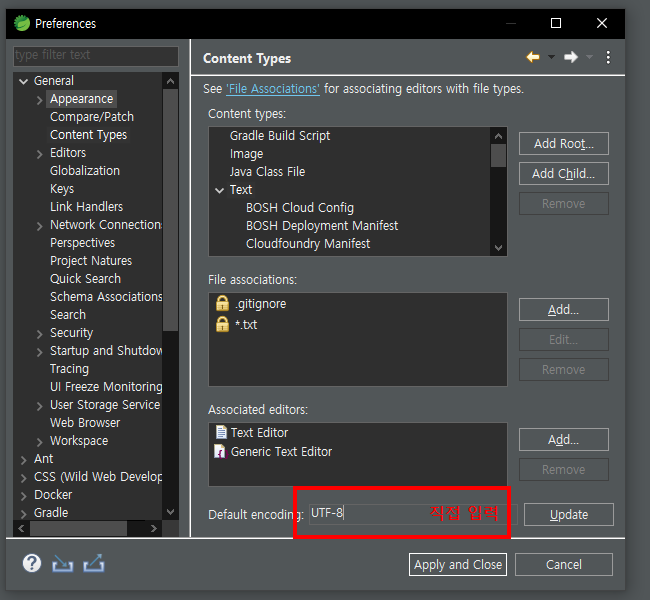 Preferences
type filter text
General
Appearance
Compare/Patch
Content Types
Editors
Globalization
Keys
Link Handlers
Network Connection
Perspectives
Project Natures
Quick Search
Schema Associations
Search
Security
Startup and Shutdow
Tracing
UI Freeze Monitoring
User Storage Service
Web Browser
Workspace
Ant
CSS (Wild Web Develop
Docker
Gradle
Content Types
See 'File Associations' for associating editors with file types.
Content types:
Gradle Build Script
Image
Java Class File
Text
BOSH Cloud Config
BOSH Deployment Manifest
Cloudfoundry Manifest
Add Root...
Add Child...
Remove
File associations:
.gitignore
*.txt
Add...
Edit...
Remove
Associated editors:
Text Editor
Generic Text Editor
Add...
Remove
Default encoding: UTF-8 입력
Update
Apply and Close
Cancel